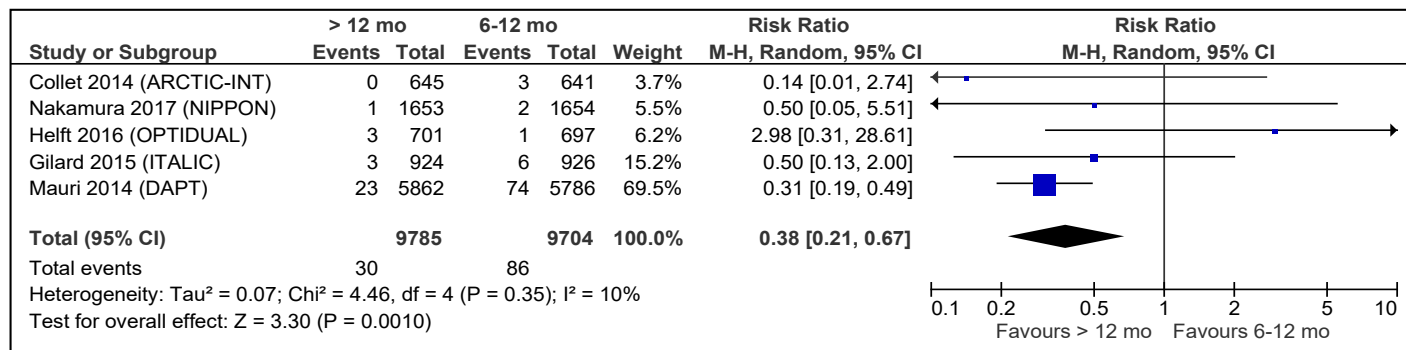 > 12 mo 6-12 mo Risk Ratio Risk Ratio
Study or Subgroup Events Total Events Total Weight M-H, Random, 95% CI M-H, Random, 95% CI
Collet 2014 (ARCTIC-INT) 0 645 3 641 3.7% 0.14 [0.01, 2.74]
Nakamura 2017 (NIPPON) 1 1653 2 1654 5.5% 0.50 [0.05, 5.51]
Helft 2016 (OPTIDUAL) 3 701 1 697 6.2% 2.98 [0.31, 28.61]
Gilard 2015 (ITALIC) 3 924 6 926 15.2% 0.50 [0.13, 2.00]
Mauri 2014 (DAPT) 23 5862 74 5786 69.5% 0.31 [0.19, 0.49]
Total (95% CI) 9785 9704 100.0% 0.38 [0.21, 0.67]
Total events 30 86
Heterogeneity: Tau² = 0.07; Chi² = 4.46, df = 4 (P = 0.35); I² = 10%
Test for overall effect: Z = 3.30 (P = 0.0010)
0.1 0.2 0.5 1 2 5 10
Favours > 12 mo Favours 6-12 mo